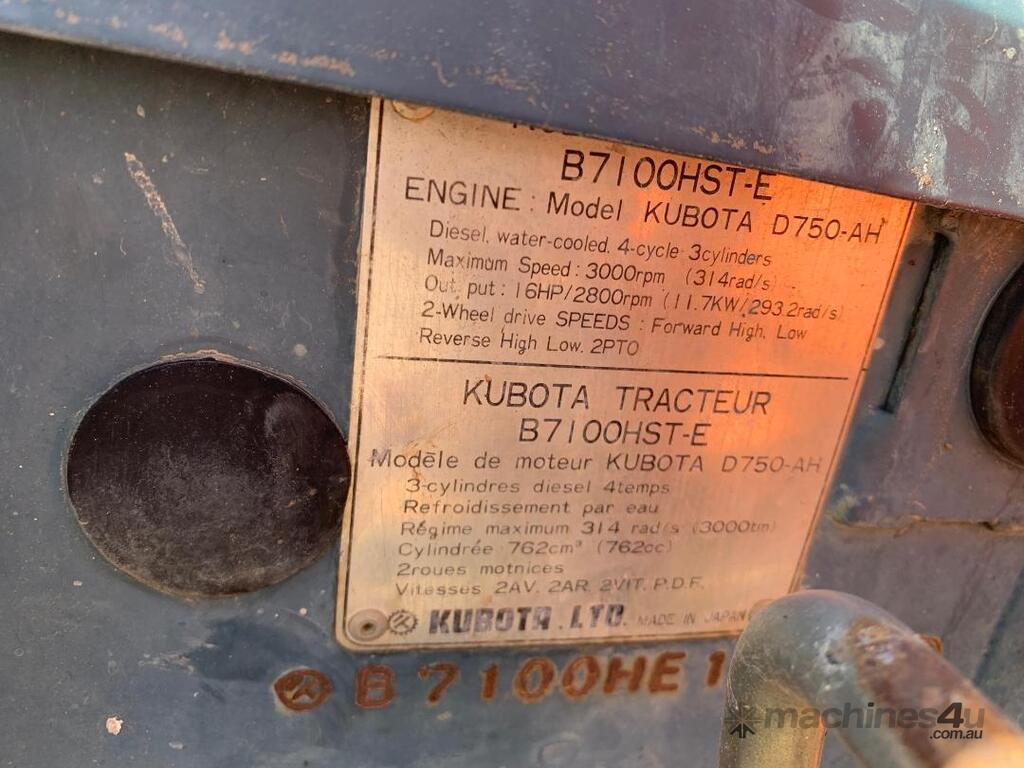 B7100HST-E
ENGINE: Model KUBOTA D750-AH
Diesel, water-cooled. 4-cycle 3cylinders
Maximum Speed: 3000rpm (314rad/s)
Out put: 16HP/2800rpm (11.7KW/293.2rad/s)
2-Wheel drive SPEEDS: Forward High, Low
Reverse High Low. 2PTO
KUBOTA TRACTEUR
B7100HST-E
Modèle de moteur KUBOTA D750-AH
3-cylindres diesel 4temps
Refroidissement par eau
Régime maximum 314 rad/s (3000tm)
Cylindrée 762cm³ (762cc)
2roues motnices
Vitesses 2AV. 2AR. 2VIT. P.D.F.
KUBOTA.LTD. MADE IN JAPAN
B7100HE1
machines4u
.com.au